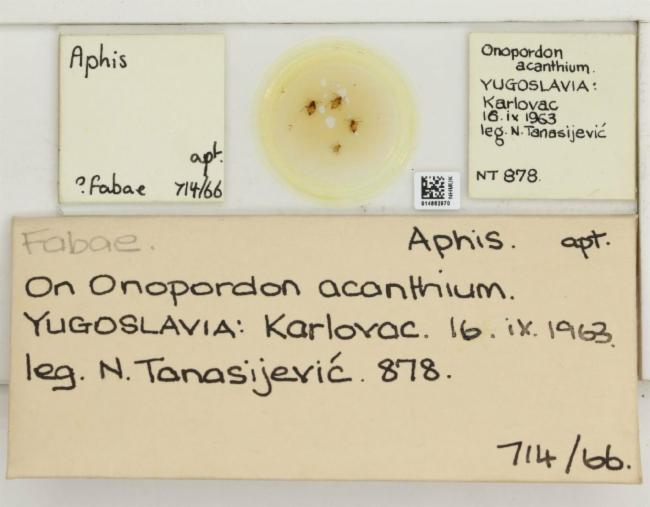 Aphis
apt.
?Fabae 714/66
Onopordon
acanthium.
YUGOSLAVIA:
Karlovac
16.ix 1963
leg. N. Tanasijević
NT 878.
NHMUK
Fabae. Aphis. apt.
On Onopordon acanthium.
YUGOSLAVIA: Karlovac. 16. ix. 1963.
leg. N. Tanasijević. 878.
714/66.